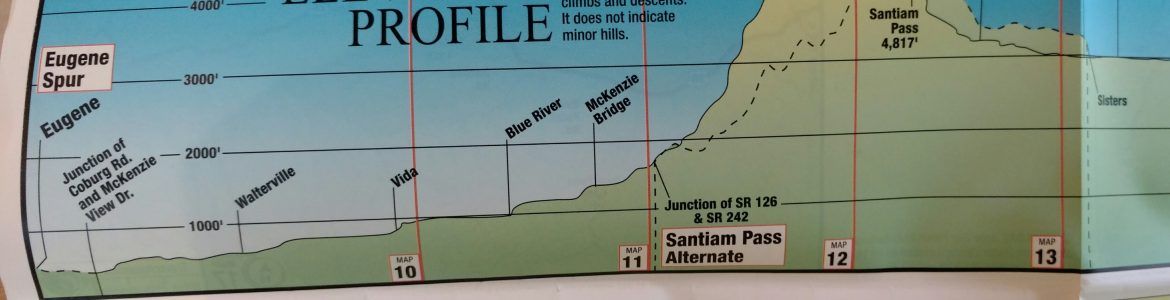 4000'
PROFILE
climbs and descents.
It does not indicate
minor hills.
Santiam
Pass
4,817'
Eugene
Spur
3000'
Eugene
Junction of
Coburg Rd.
and McKenzie
View Dr.
2000'
Walterville
Vida
Blue River
McKenzie
Bridge
Sisters
1000'
Junction of SR 126
& SR 242
Santiam Pass
Alternate
MAP
10
MAP
11
MAP
12
MAP
13